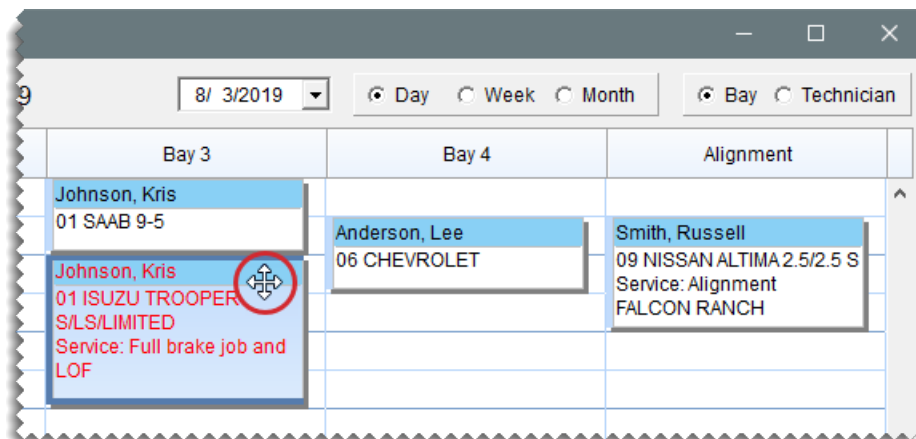 9
8/ 3/2019
Day Week Month
Bay Technician
Bay 3
Bay 4
Alignment
Johnson, Kris
01 SAAB 9-5
Johnson, Kris
01 ISUZU TROOPER
S/LS/LIMITED
Service: Full brake job and
LOF
Anderson, Lee
06 CHEVROLET
Smith, Russell
09 NISSAN ALTIMA 2.5/2.5 S
Service: Alignment
FALCON RANCH